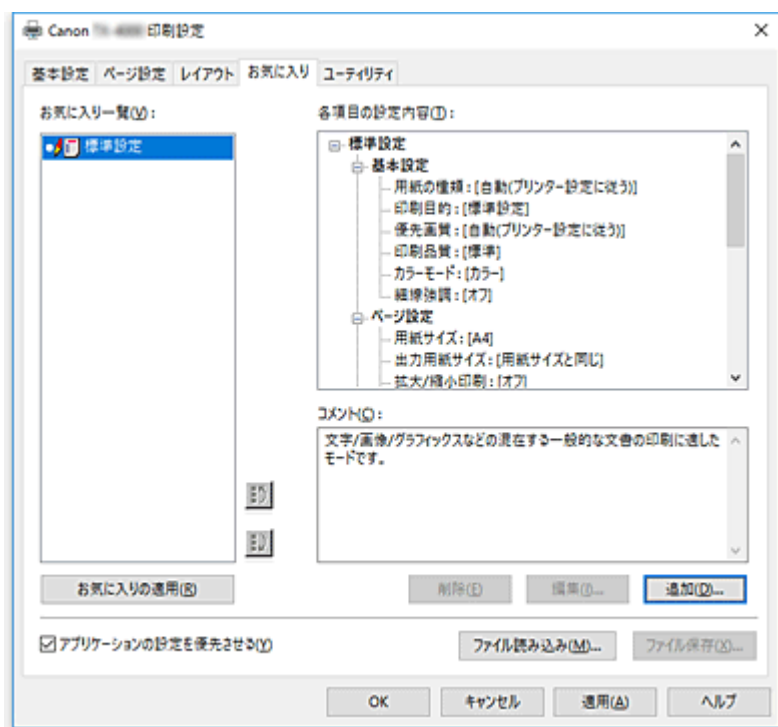 Canon 印刷設定
基本設定 ページ設定 レイアウト お気に入り ユーティリティ
お気に入り一覧(V):
標準設定
各項目の設定内容(T):
標準設定
基本設定
用紙の種類:[自動(プリンター設定に従う)]
印刷目的:[標準設定]
優先画質:[自動(プリンター設定に従う)]
印刷品質:[標準]
カラーモード:[カラー]
細線強調:[オフ]
ページ設定
用紙サイズ:[A4]
出力用紙サイズ:[用紙サイズと同じ]
拡大/縮小印刷:[オフ]
コメント(C):
文字/画像/グラフィックスなどの混在する一般的な文書の印刷に適した
モードです。
お気に入りの適用(R)
削除(E) 編集(I)... 追加(D)...
アプリケーションの設定を優先させる(Y)
ファイル読み込み(M)... ファイル保存(X)...
OK キャンセル 適用(A) ヘルプ